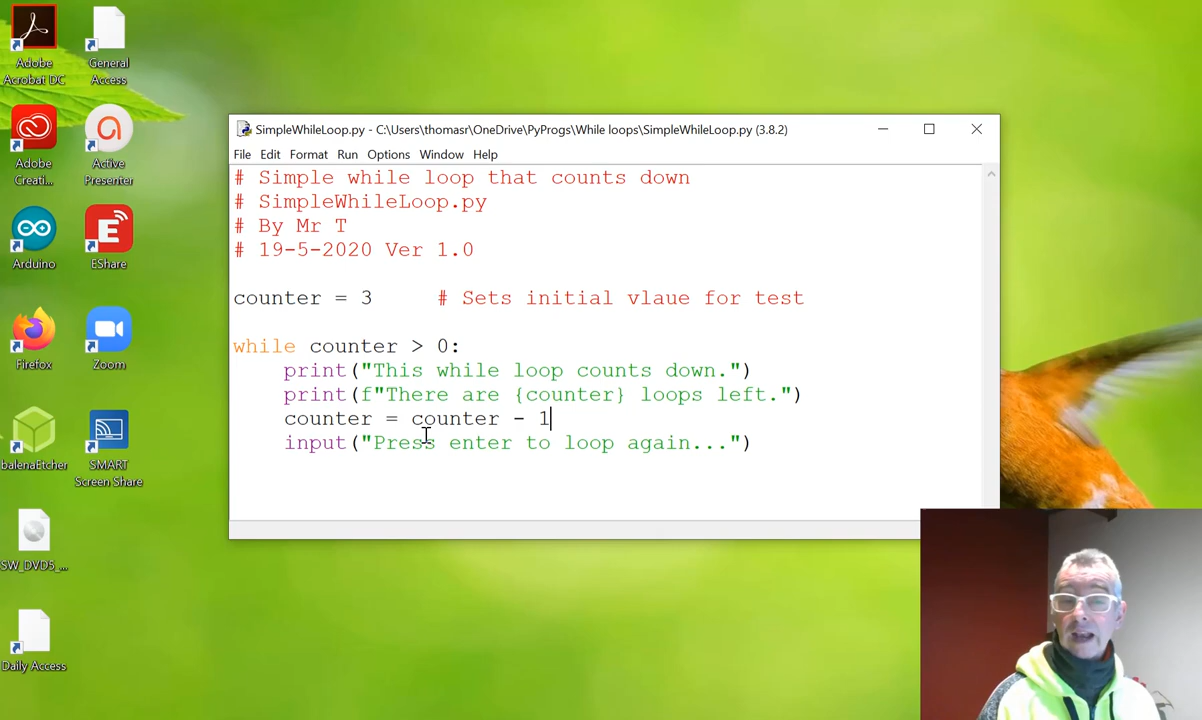 Adobe Acrobat DC
General Access
Adobe Creati...
Active Presenter
Arduino
EShare
Firefox
Zoom
balenaEtcher
SMART Screen Share
SW_DVD5_...
Daily Access
SimpleWhileLoop.py - C:\Users\thomasr\OneDrive\PyProgs\While loops\SimpleWhileLoop.py (3.8.2)
File Edit Format Run Options Window Help
# Simple while loop that counts down
# SimpleWhileLoop.py
# By Mr T
# 19-5-2020 Ver 1.0
counter = 3 # Sets initial vlaue for test
while counter > 0:
print("This while loop counts down.")
print(f"There are {counter} loops left.")
counter = counter - 1
input("Press enter to loop again...")